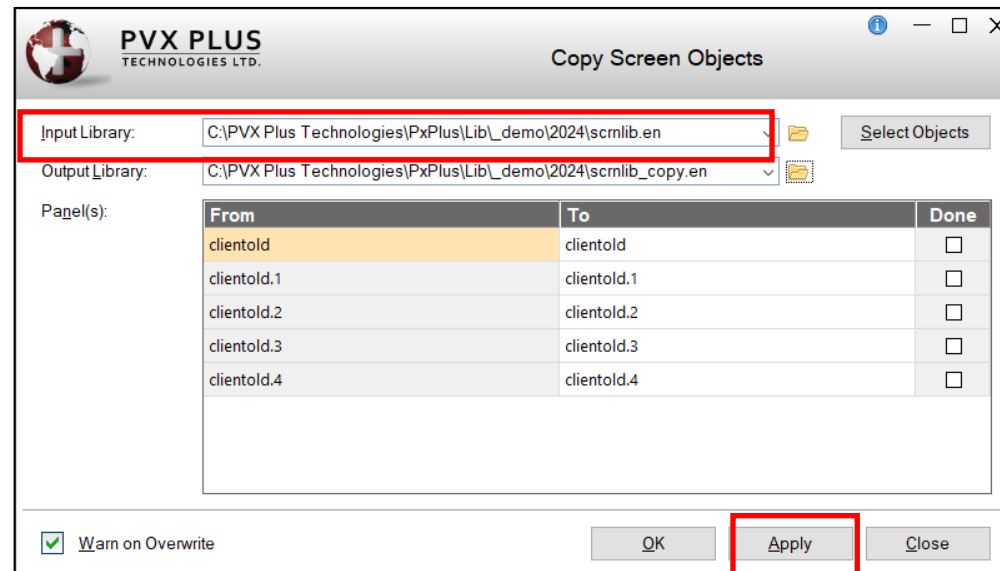 PVX PLUS
TECHNOLOGIES LTD.
Copy Screen Objects
Input Library: C:\PVX Plus Technologies\PxPlus\Lib\_demo\2024\scrnlib.en Select Objects
Output Library: C:\PVX Plus Technologies\PxPlus\Lib\_demo\2024\scrnlib_copy.en
Panel(s): From To Done
clientold clientold
clientold.1 clientold.1
clientold.2 clientold.2
clientold.3 clientold.3
clientold.4 clientold.4
Warn on Overwrite OK Apply Close